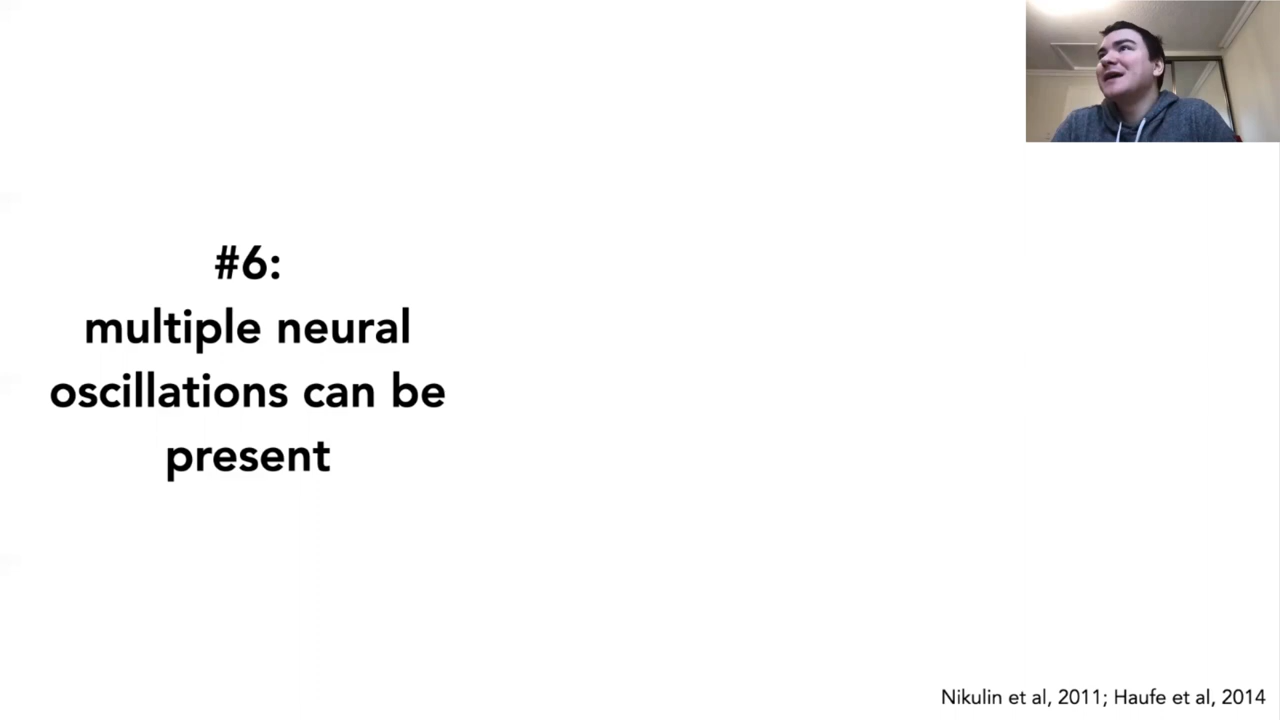 #6:
multiple neural
oscillations can be
present
Nikulin et al, 2011; Haufe et al, 2014